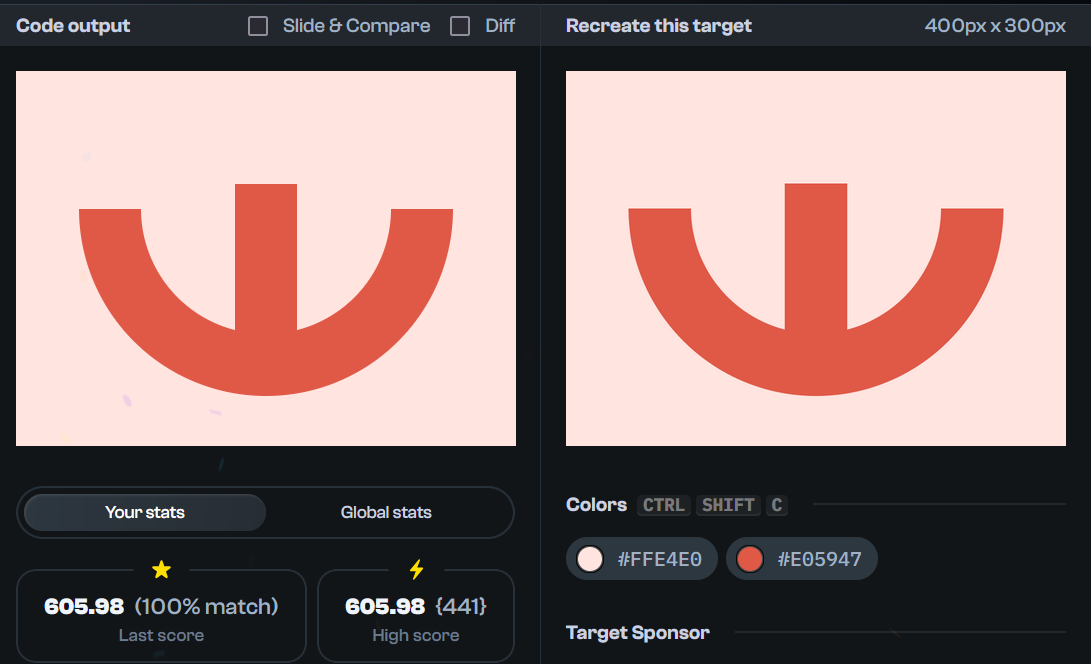 Code output
Slide & Compare
Diff
Recreate this target
400px x 300px
Your stats
Global stats
605.98 (100% match)
Last score
605.98 {441}
High score
Colors CTRL SHIFT C
#FFE4E0
#E05947
Target Sponsor